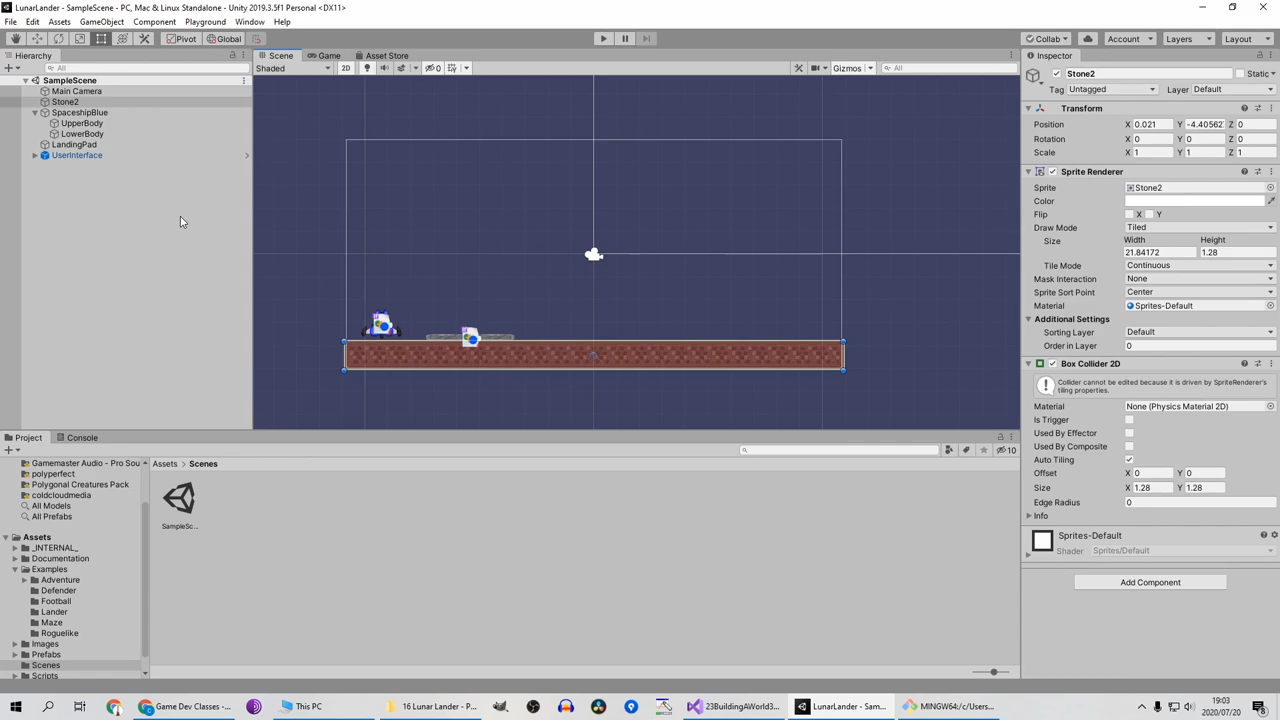 LunarLander - SampleScene - PC, Mac & Linux Standalone - Unity 2019.3.5f1 Personal <DX11>
File Edit Assets GameObject Component Playground Window Help
Pivot Global Collab Account Layers Layout
Hierarchy Scene Game Asset Store Inspector
All Shaded 2D 0 Gizmos All
Stone2 Static
Tag Untagged Layer Default
SampleScene
Main Camera
Stone2
SpaceshipBlue
UpperBody
LowerBody
LandingPad
UserInterface
Transform
Position X 0.021 Y -4.40562 Z 0
Rotation X 0 Y 0 Z 0
Scale X 1 Y 1 Z 1
Sprite Renderer
Sprite Stone2
Color
Flip X Y
Draw Mode Tiled
Size Width Height
21.84172 1.28
Tile Mode Continuous
Mask Interaction None
Sprite Sort Point Center
Material Sprites-Default
Additional Settings
Sorting Layer Default
Order in Layer 0
Box Collider 2D
Collider cannot be edited because it is driven by SpriteRenderer's
tiling properties.
Material None (Physics Material 2D)
Is Trigger
Used By Effector
Used By Composite
Auto Tiling
Offset X 0 Y 0
Size X 1.28 Y 1.28
Edge Radius 0
Info
Sprites-Default
Shader Sprites/Default
Add Component
Project Console
10
Gamemaster Audio - Pro Sou
polyperfect
Polygonal Creatures Pack
coldcloudmedia
All Models
All Prefabs
Assets
_INTERNAL_
Documentation
Examples
Adventure
Defender
Football
Lander
Maze
Roguelike
Images
Prefabs
Scenes
Scripts
Assets Scenes
SampleSc...
Game Dev Classes -... This PC 16 Lunar Lander - P... 23BuildingAWorld3... LunarLander - Sam... MINGW64:/c/Users...
19:03
2020/07/20